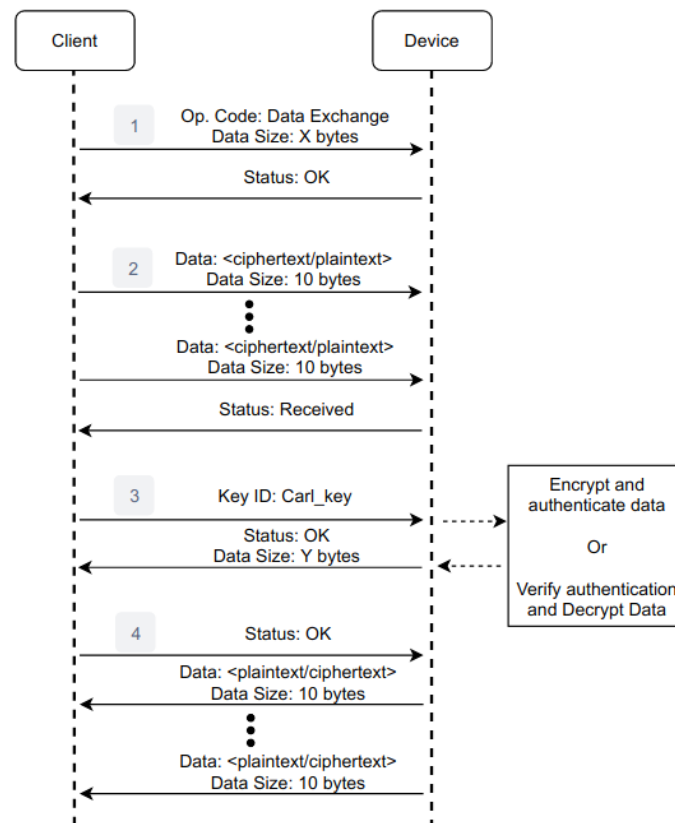 Client
Device
1
Op. Code: Data Exchange
Data Size: X bytes
Status: OK
2
Data: <ciphertext/plaintext>
Data Size: 10 bytes
Data: <ciphertext/plaintext>
Data Size: 10 bytes
Status: Received
3
Key ID: Carl_key
Status: OK
Data Size: Y bytes
Encrypt and
authenticate data
Or
Verify authentication
and Decrypt Data
4
Status: OK
Data: <plaintext/ciphertext>
Data Size: 10 bytes
Data: <plaintext/ciphertext>
Data Size: 10 bytes